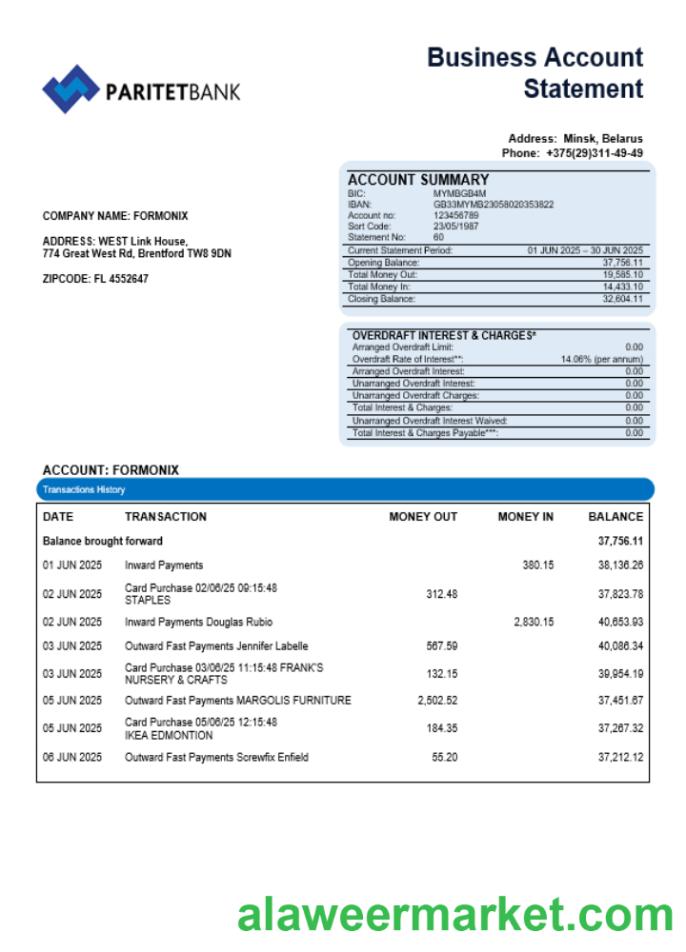 PARITETBANK
Business Account
Statement
Address: Minsk, Belarus
Phone: +375(29)311-49-49
COMPANY NAME: FORMONIX
ADDRESS: WEST Link House,
774 Great West Rd, Brentford TW8 9DN
ZIPCODE: FL 4552647
ACCOUNT SUMMARY
BIC: MYMBGB4M
IBAN: GB33MYMB23058020353822
Account no: 123456789
Sort Code: 23/05/1987
Statement No: 60
Current Statement Period: 01 JUN 2025 – 30 JUN 2025
Opening Balance: 37,756.11
Total Money Out: 19,585.10
Total Money In: 14,433.10
Closing Balance: 32,604.11
OVERDRAFT INTEREST & CHARGES*
Arranged Overdraft Limit: 0.00
Overdraft Rate of Interest**: 14.06% (per annum)
Arranged Overdraft Interest: 0.00
Unarranged Overdraft Interest: 0.00
Unarranged Overdraft Charges: 0.00
Total Interest & Charges: 0.00
Unarranged Overdraft Interest Waived: 0.00
Total Interest & Charges Payable***: 0.00
ACCOUNT: FORMONIX
Transactions History
DATE TRANSACTION MONEY OUT MONEY IN BALANCE
Balance brought forward 37,756.11
01 JUN 2025 Inward Payments 380.15 38,136.26
02 JUN 2025 Card Purchase 02/06/25 09:15:48 312.48 37,823.78
STAPLES
02 JUN 2025 Inward Payments Douglas Rubio 2,830.15 40,653.93
03 JUN 2025 Outward Fast Payments Jennifer Labelle 567.59 40,086.34
03 JUN 2025 Card Purchase 03/06/25 11:15:48 FRANK'S 132.15 39,954.19
NURSERY & CRAFTS
05 JUN 2025 Outward Fast Payments MARGOLIS FURNITURE 2,502.52 37,451.67
05 JUN 2025 Card Purchase 05/06/25 12:15:48 184.35 37,267.32
IKEA EDMONTION
06 JUN 2025 Outward Fast Payments Screwfix Enfield 55.20 37,212.12
alaweermarket.com